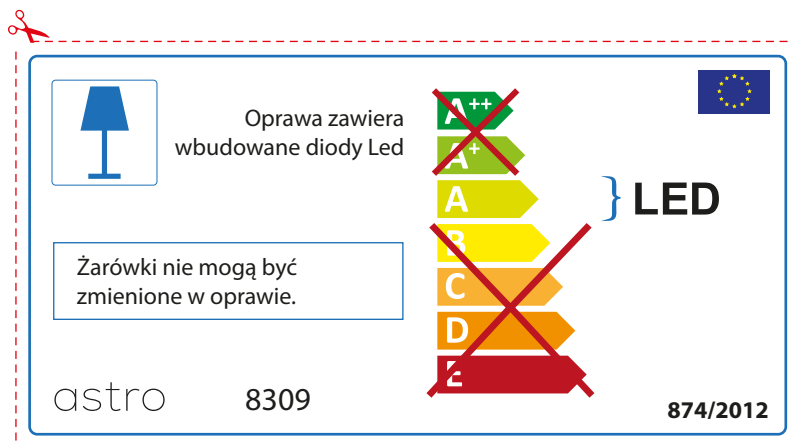 Oprawa zawiera
wbudowane diody Led
A++
A+
A
B
C
D
E
LED
Żarówki nie mogą być
zmienione w oprawie.
astro
8309
874/2012